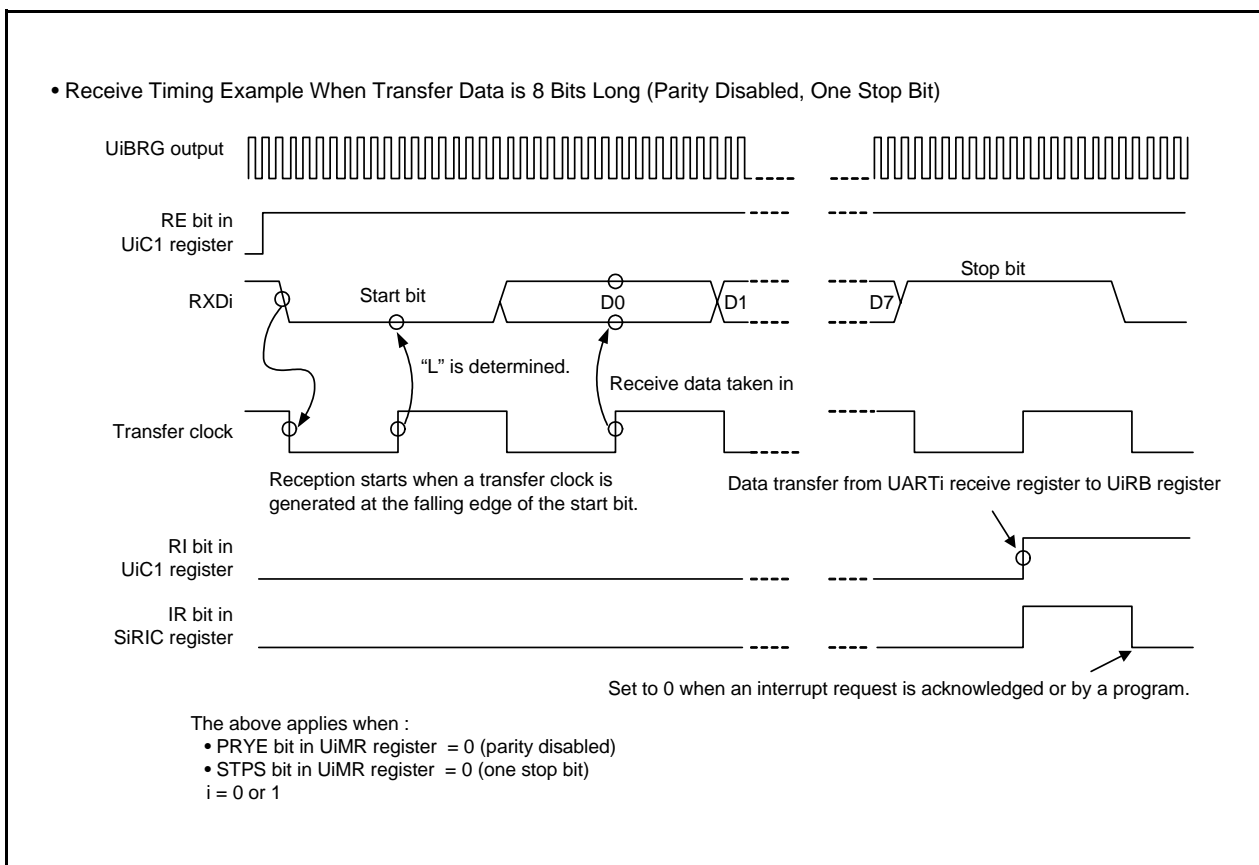 • Receive Timing Example When Transfer Data is 8 Bits Long (Parity Disabled, One Stop Bit)
UiBRG output
RE bit in
UiC1 register
RXDi
Start bit
D0
D1
D7
Stop bit
“L” is determined.
Receive data taken in
Transfer clock
Reception starts when a transfer clock is
generated at the falling edge of the start bit.
Data transfer from UARTi receive register to UiRB register
RI bit in
UiC1 register
IR bit in
SiRIC register
Set to 0 when an interrupt request is acknowledged or by a program.
The above applies when :
• PRYE bit in UiMR register = 0 (parity disabled)
• STPS bit in UiMR register = 0 (one stop bit)
i = 0 or 1